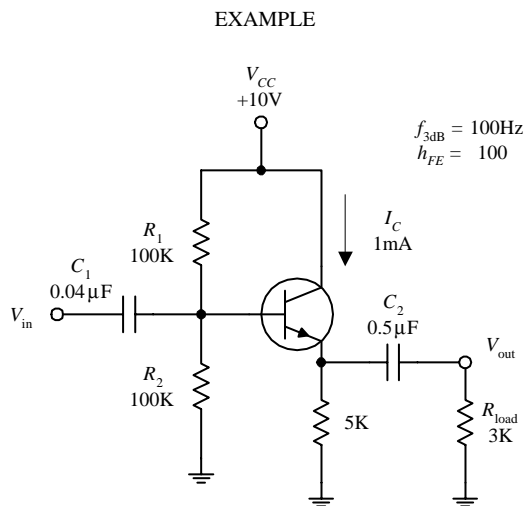 EXAMPLE
V_CC
+10V
f_3dB = 100Hz
h_FE = 100
R_1
100K
I_C
1mA
C_1
0.04µF
C_2
0.5µF
V_in
V_out
R_2
100K
5K
R_load
3K